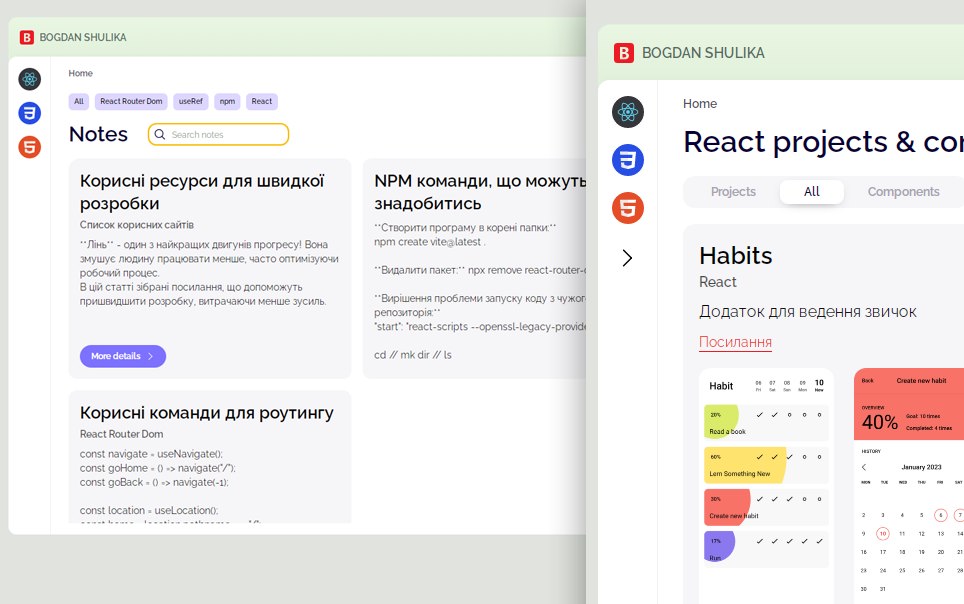 B BOGDAN SHULIKA
Home
All React Router Dom useRef npm React
Notes
Search notes
Корисні ресурси для швидкої
розробки
Список корисних сайтів
**Лінь** - один з найкращих двигунів прогресу! Вона
змушує людину працювати менше, часто оптимізуючи
робочий процес.
В цій статті зібрані посилання, що допоможуть
пришвидшити розробку, витрачаючи менше зусиль.
More details
NPM команди, що можуть
знадобитись
**Створити програму в корені папки:**
npm create vite@latest .
**Видалити пакет:** npx remove react-router-
**Вирішення проблеми запуску коду з чужого
репозиторія:**
"start": "react-scripts --openssl-legacy-provide
cd // mk dir // ls
Корисні команди для роутингу
React Router Dom
const navigate = useNavigate();
const goHome = () => navigate("/");
const goBack = () => navigate(-1);
const location = useLocation();
B BOGDAN SHULIKA
Home
React projects & co
Projects All Components
Habits
React
Додаток для ведення звичок
Посилання
Habit
06 07 08 09 10
Fri Sat Sun Mon Now
20%
Read a book
60%
Lern Something New
30%
Create new habit
17%
Run
Back Create new habit
OVERVIEW
40%
Goal: 10 times
Completed: 4 times
HISTORY
January 2023
MON TUE WED THU FRI SAT
2 3 4 5 6 7
9 10 11 12 13 14
16 17 18 19 20 21
23 24 25 26 27 28
30 31